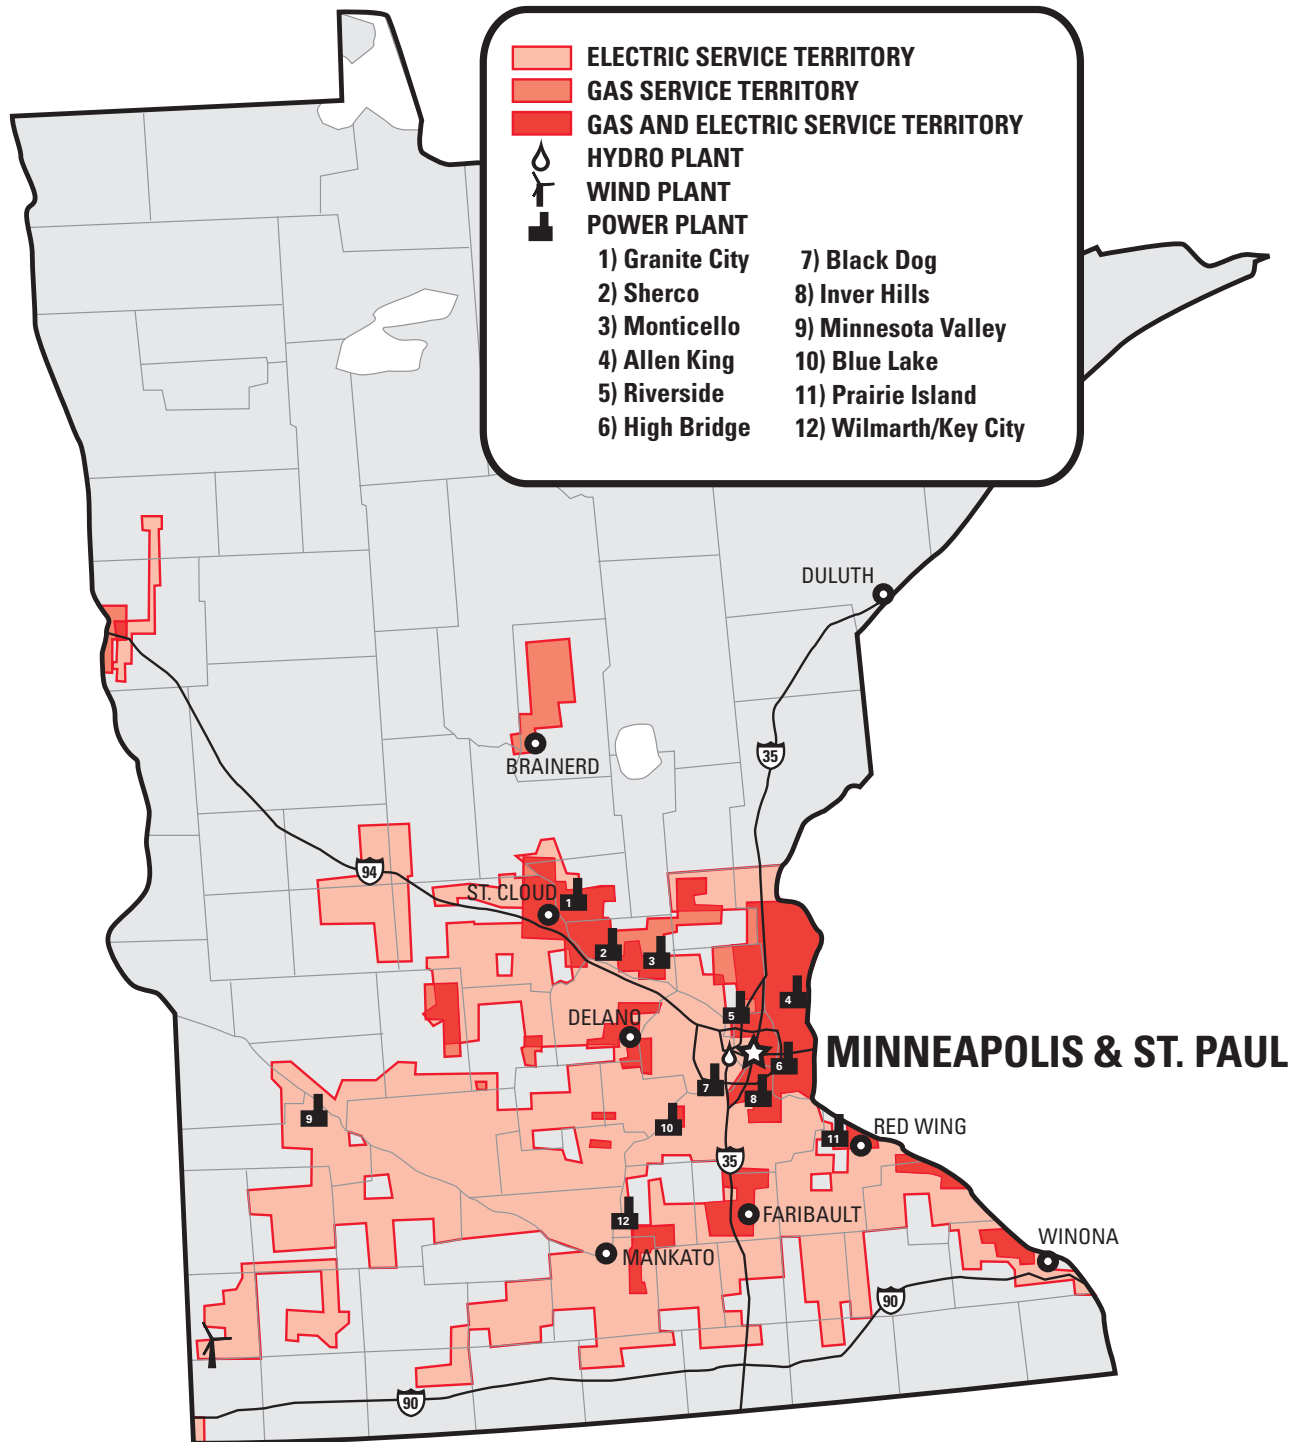 ELECTRIC SERVICE TERRITORY
GAS SERVICE TERRITORY
GAS AND ELECTRIC SERVICE TERRITORY
HYDRO PLANT
WIND PLANT
POWER PLANT
1) Granite City
2) Sherco
3) Monticello
4) Allen King
5) Riverside
6) High Bridge
7) Black Dog
8) Inver Hills
9) Minnesota Valley
10) Blue Lake
11) Prairie Island
12) Wilmarth/Key City
DULUTH
BRAINERD
35
94
ST. CLOUD
1
2
3
4
DELANO
5
MINNEAPOLIS & ST. PAUL
6
7
8
9
10
11
RED WING
35
12
FARIBAULT
MANKATO
WINONA
90
90